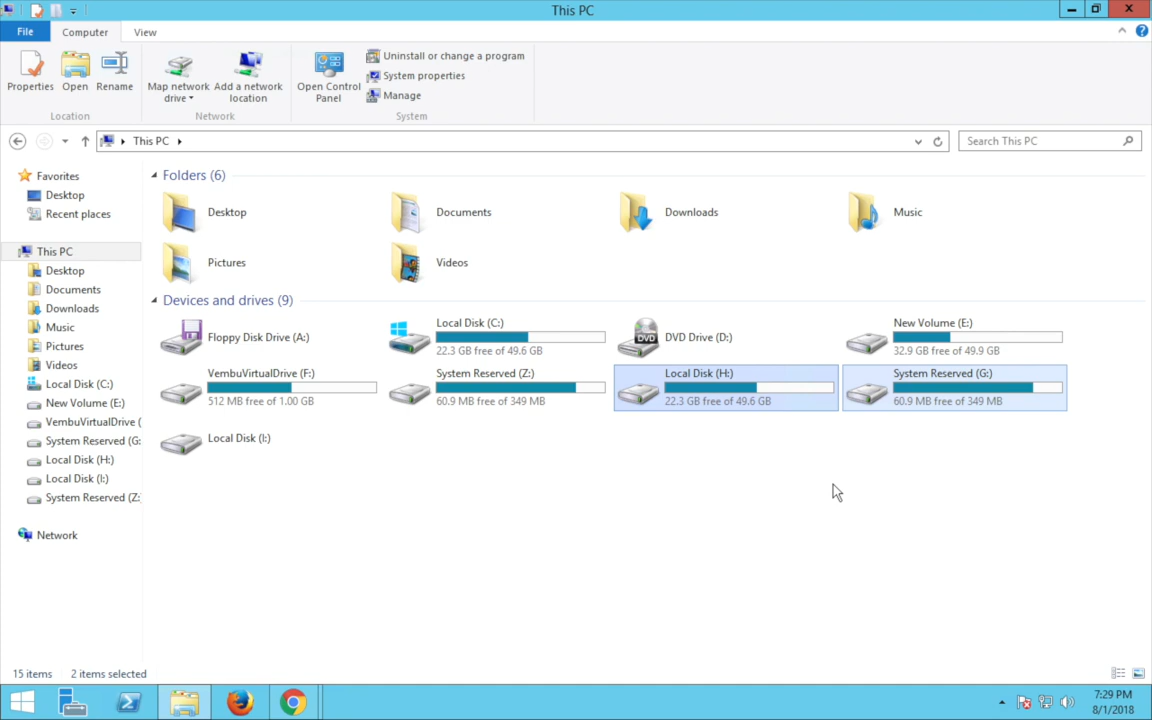 This PC
File
Computer
View
Properties
Open
Rename
Map network drive
Add a network location
Open Control Panel
Uninstall or change a program
System properties
Manage
Location
Network
System
This PC
Search This PC
Favorites
Desktop
Recent places
This PC
Desktop
Documents
Downloads
Music
Pictures
Videos
Local Disk (C:)
New Volume (E:)
VembuVirtualDrive (
System Reserved (G:
Local Disk (H:)
Local Disk (I:)
System Reserved (Z:
Network
Folders (6)
Desktop
Documents
Downloads
Music
Pictures
Videos
Devices and drives (9)
Floppy Disk Drive (A:)
Local Disk (C:)
22.3 GB free of 49.6 GB
DVD
DVD Drive (D:)
New Volume (E:)
32.9 GB free of 49.9 GB
VembuVirtualDrive (F:)
512 MB free of 1.00 GB
System Reserved (Z:)
60.9 MB free of 349 MB
Local Disk (H:)
22.3 GB free of 49.6 GB
System Reserved (G:)
60.9 MB free of 349 MB
Local Disk (I:)
15 items
2 items selected
7:29 PM
8/1/2018